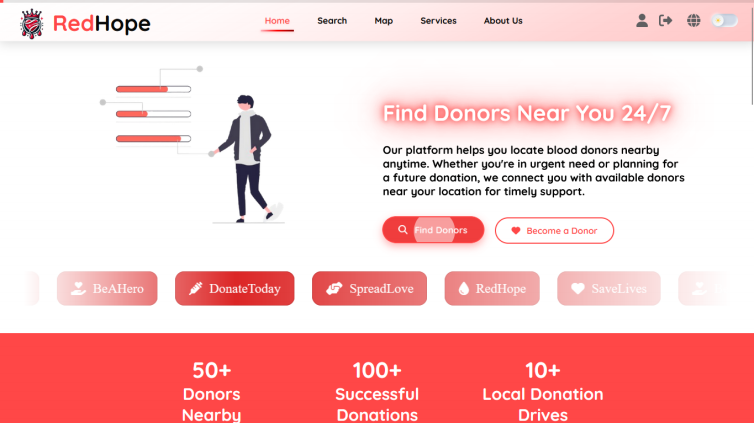 RedHope
Home
Search
Map
Services
About Us
Find Donors Near You 24/7
Our platform helps you locate blood donors nearby
anytime. Whether you're in urgent need or planning for
a future donation, we connect you with available donors
near your location for timely support.
Find Donors
Become a Donor
BeAHero
DonateToday
SpreadLove
RedHope
SaveLives
50+
Donors
Nearby
100+
Successful
Donations
10+
Local Donation
Drives